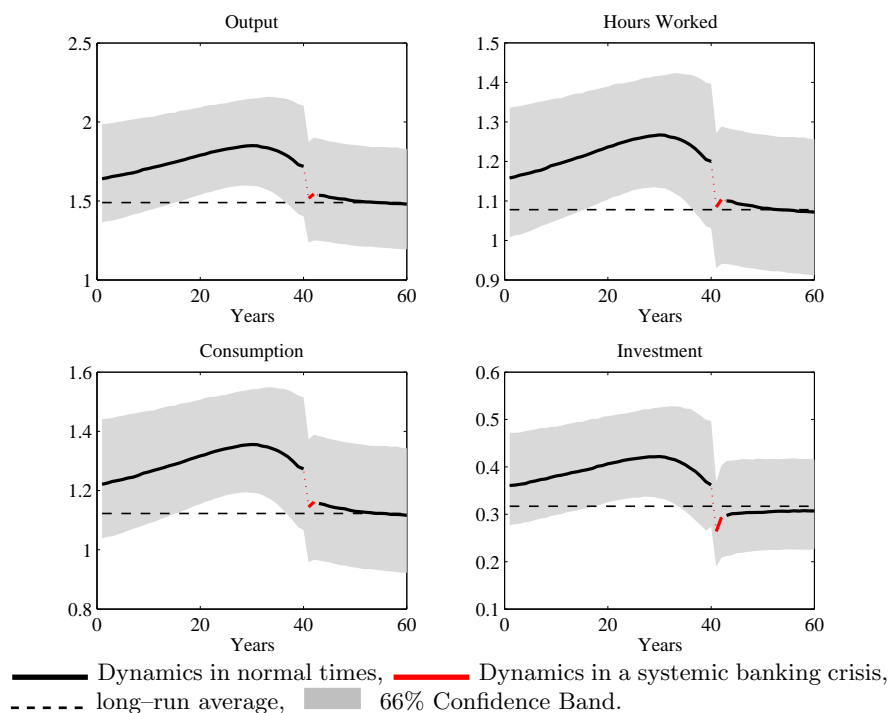 Output
2.5
2
1.5
1
0 20 40 60
Years
Hours Worked
1.5
1.4
1.3
1.2
1.1
1
0.9
0 20 40 60
Years
Consumption
1.6
1.4
1.2
1
0.8
0 20 40 60
Years
Investment
0.6
0.5
0.4
0.3
0.2
0.1
0 20 40 60
Years
Dynamics in normal times, Dynamics in a systemic banking crisis,
long–run average, 66% Confidence Band.